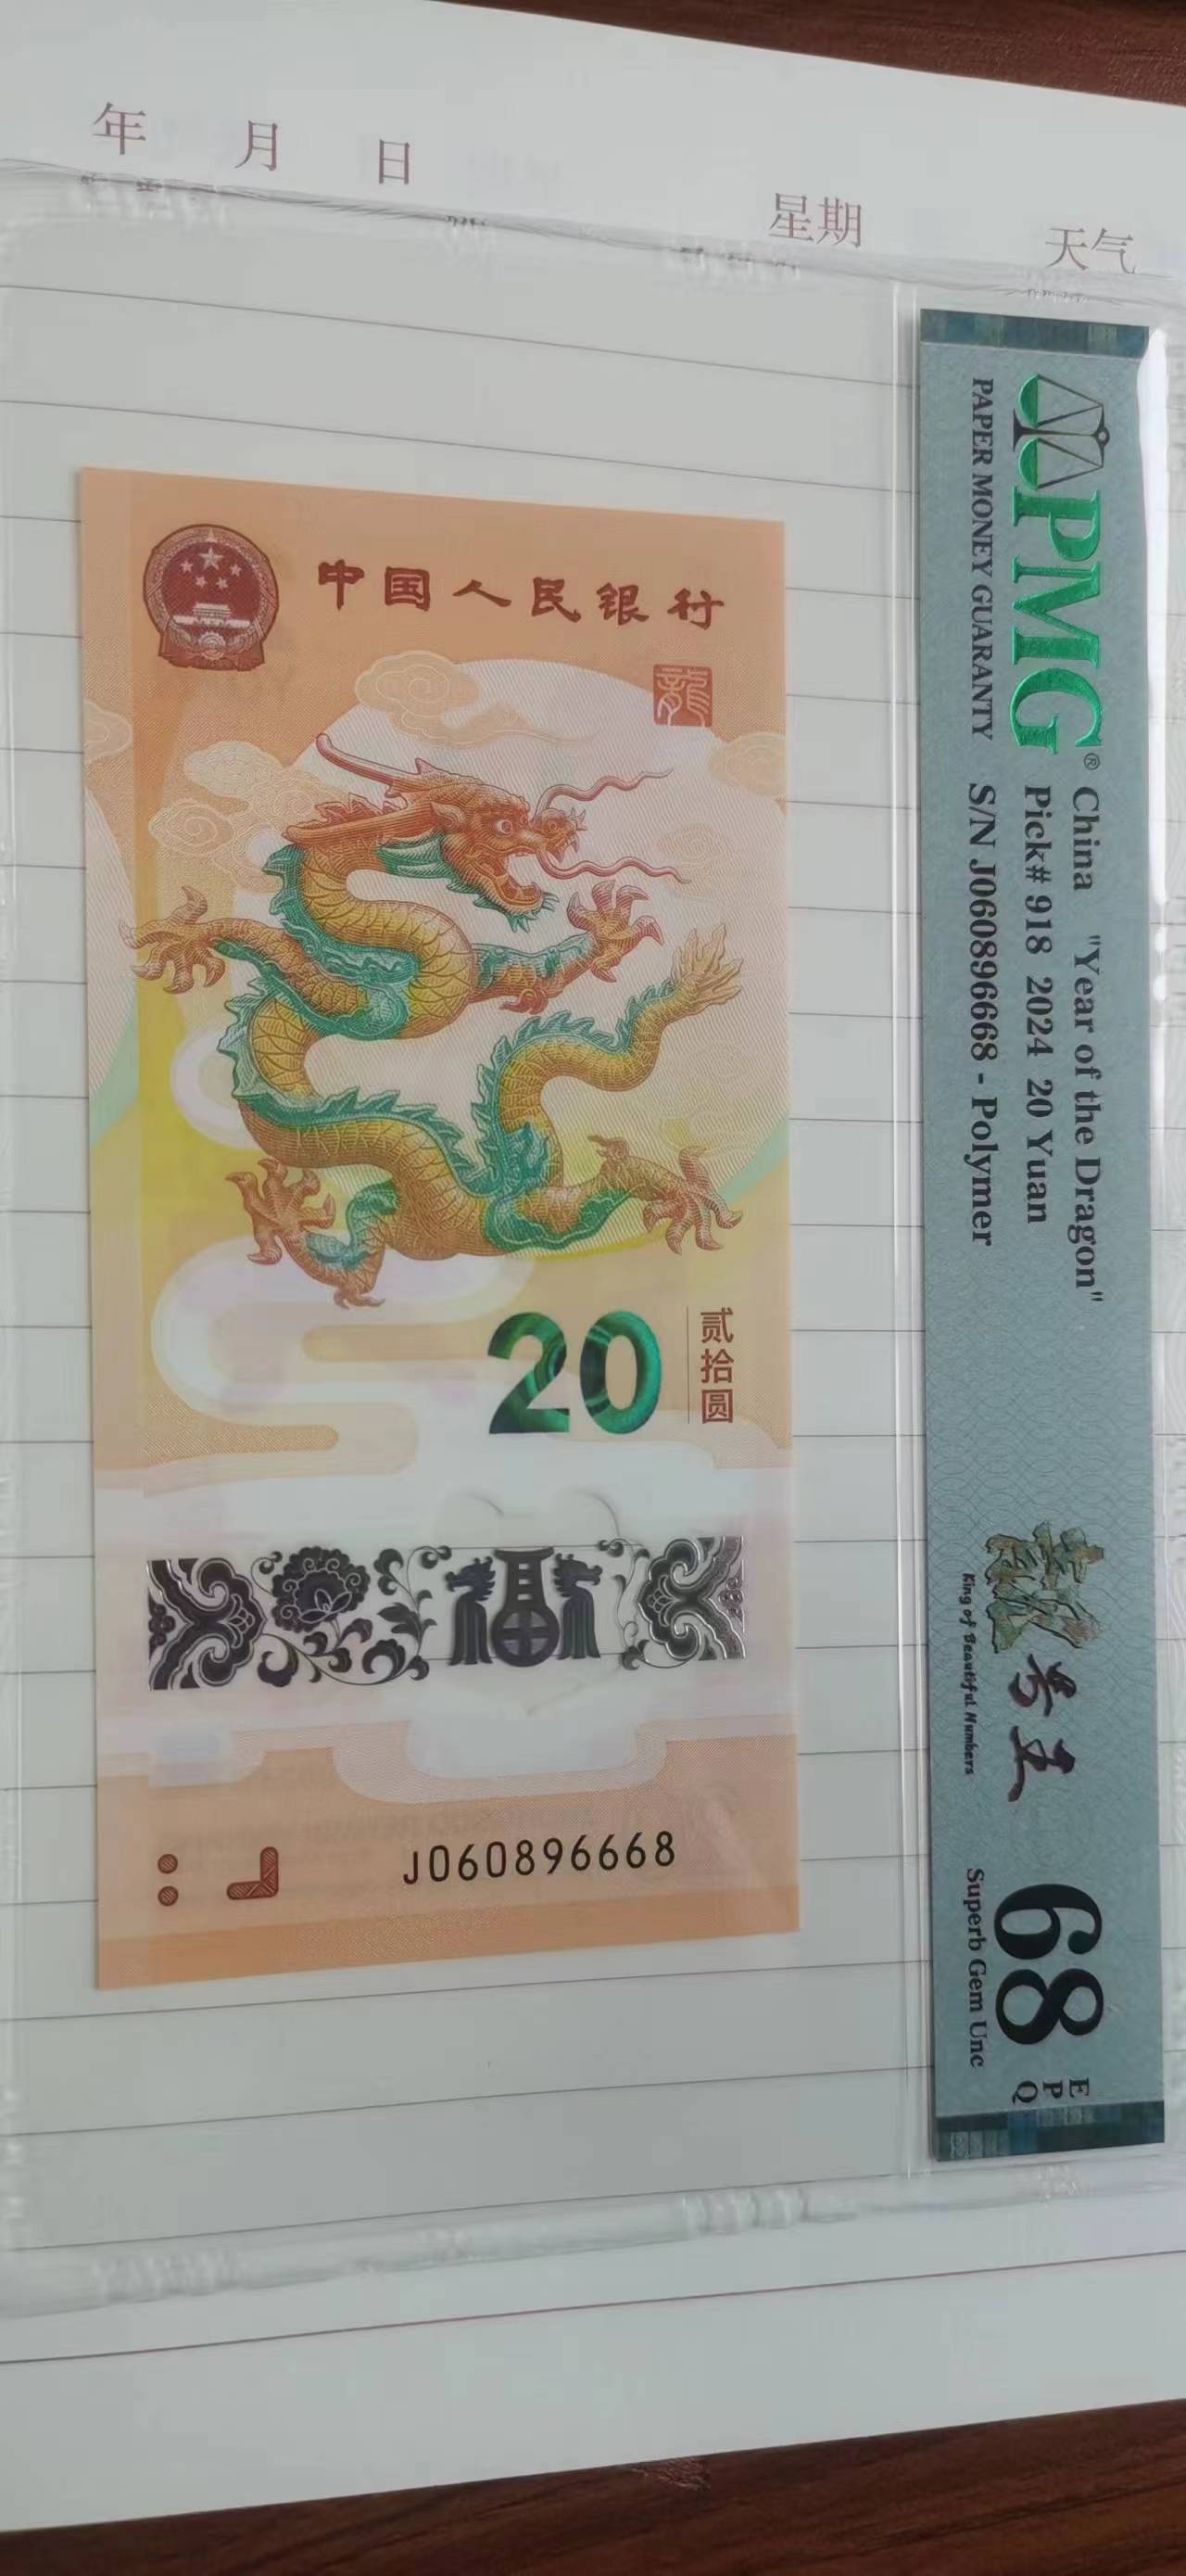 年 月 日 星期 天气
中国人民银行
龍
20
贰拾圆
福
J060896668
PMG®
PAPER MONEY GUARANTY
China "Year of the Dragon"
Pick# 918 2024 20 Yuan
S/N J060896668 - Polymer
King of Beautiful Numbers
68
EPQ
Superb Gem Unc